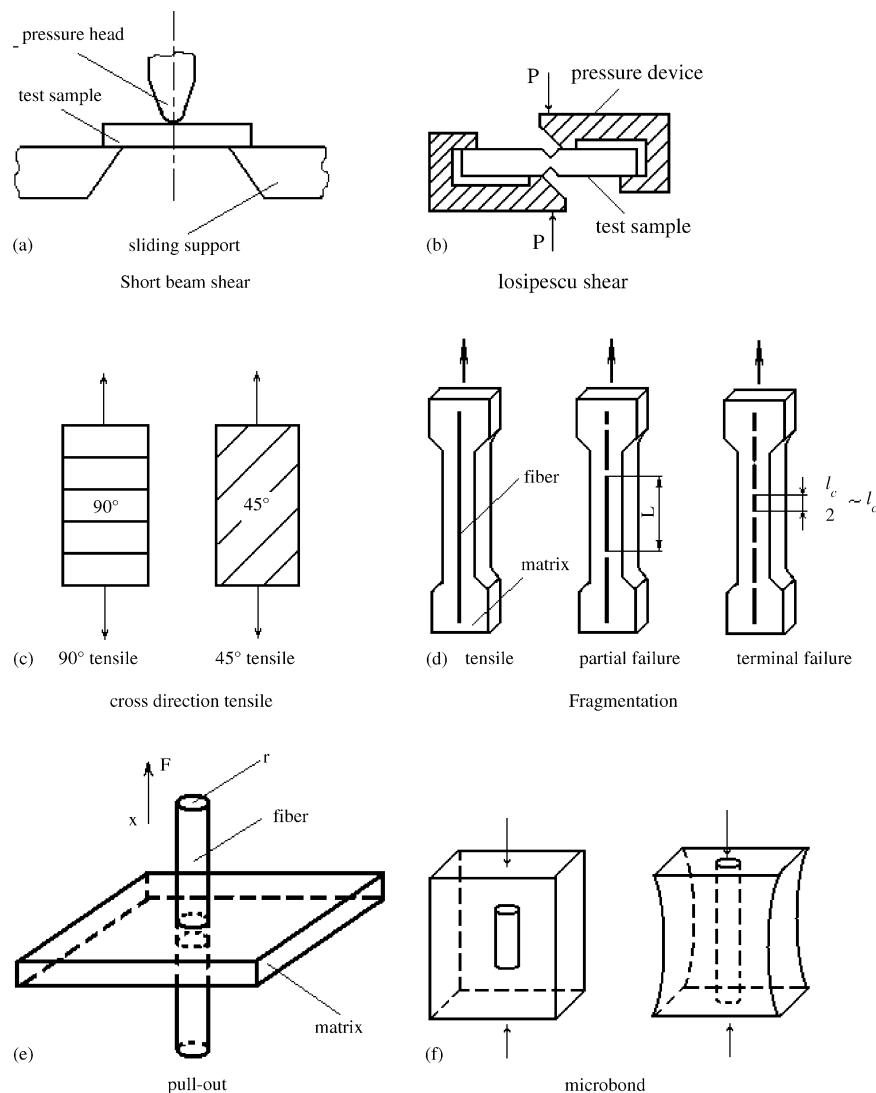 pressure head
test sample
sliding support
(a)
Short beam shear
P
pressure device
test sample
P
(b)
losipescu shear
90°
45°
(c) 90° tensile 45° tensile
cross direction tensile
fiber
matrix
L
l_c
2
~ l_c
(d) tensile partial failure terminal failure
Fragmentation
F
x
r
fiber
matrix
(e)
pull-out
(f)
microbond